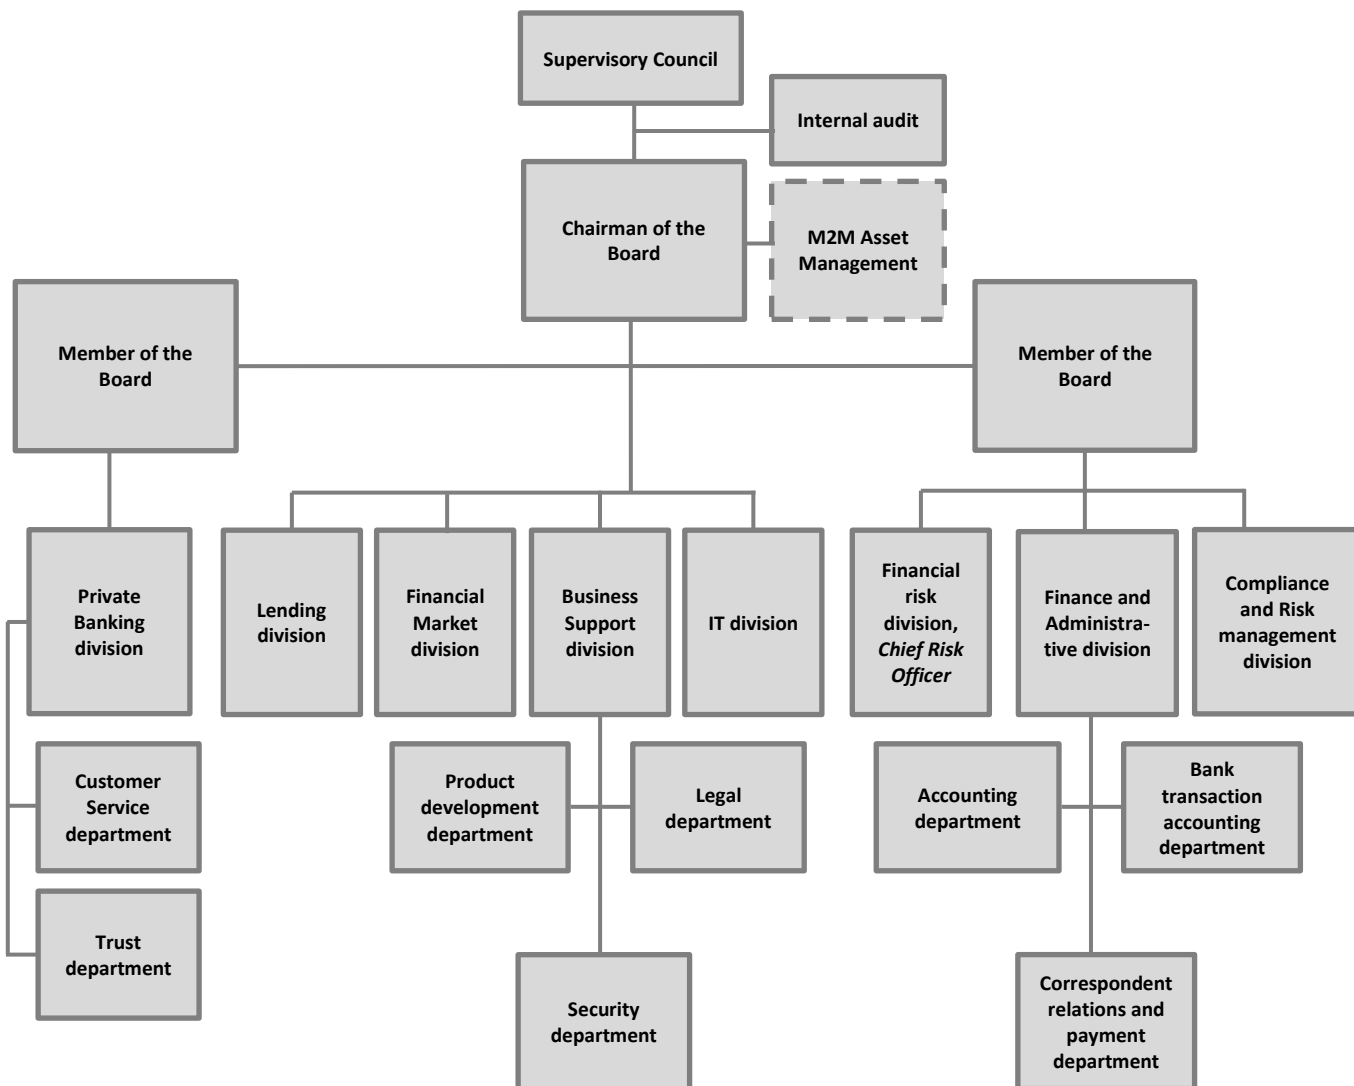 Supervisory Council
Internal audit
Chairman of the
Board
M2M Asset
Management
Member of the
Board
Member of the
Board
Private
Banking
division
Lending
division
Financial
Market
division
Business
Support
division
IT division
Financial
risk
division,
Chief Risk
Officer
Finance and
Administra-
tive division
Compliance
and Risk
management
division
Customer
Service
department
Product
development
department
Legal
department
Accounting
department
Bank
transaction
accounting
department
Trust
department
Security
department
Correspondent
relations and
payment
department